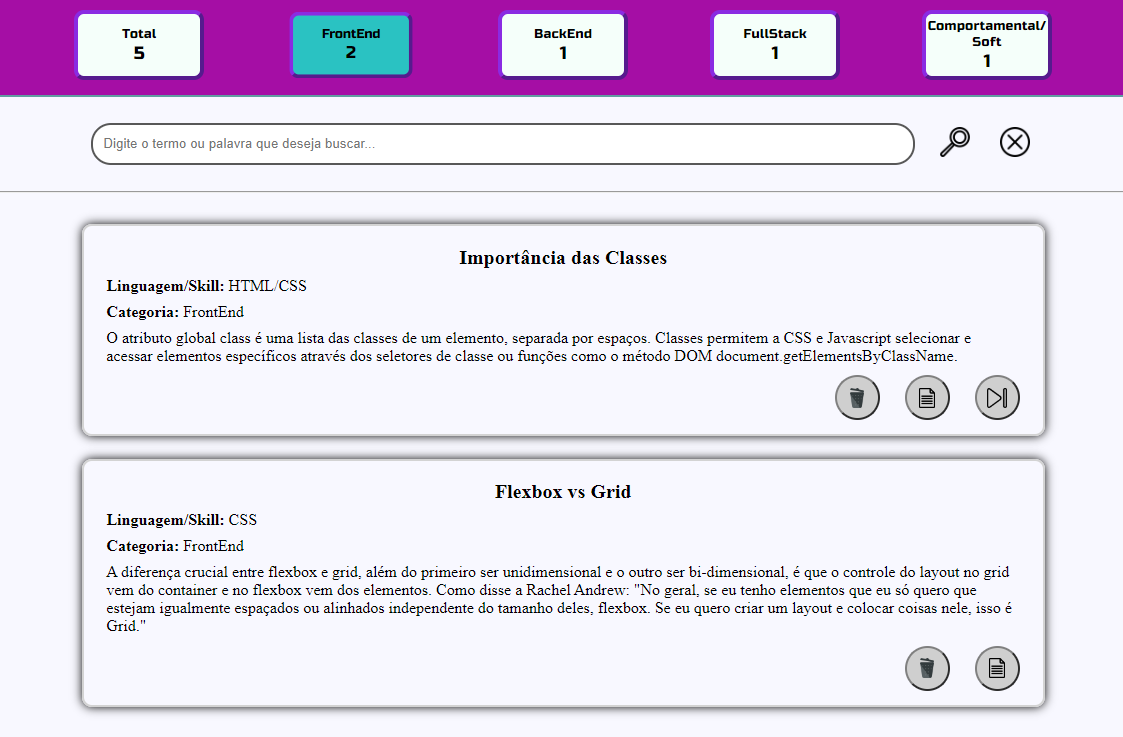 Total
5
FrontEnd
2
BackEnd
1
FullStack
1
Comportamental/
Soft
1
Digite o termo ou palavra que deseja buscar...
Importância das Classes
Linguagem/Skill: HTML/CSS
Categoria: FrontEnd
O atributo global class é uma lista das classes de um elemento, separada por espaços. Classes permitem a CSS e Javascript selecionar e
acessar elementos específicos através dos seletores de classe ou funções como o método DOM document.getElementsByClassName.
Flexbox vs Grid
Linguagem/Skill: CSS
Categoria: FrontEnd
A diferença crucial entre flexbox e grid, além do primeiro ser unidimensional e o outro ser bi-dimensional, é que o controle do layout no grid
vem do container e no flexbox vem dos elementos. Como disse a Rachel Andrew: "No geral, se eu tenho elementos que eu só quero que
estejam igualmente espaçados ou alinhados independente do tamanho deles, flexbox. Se eu quero criar um layout e colocar coisas nele, isso é
Grid."